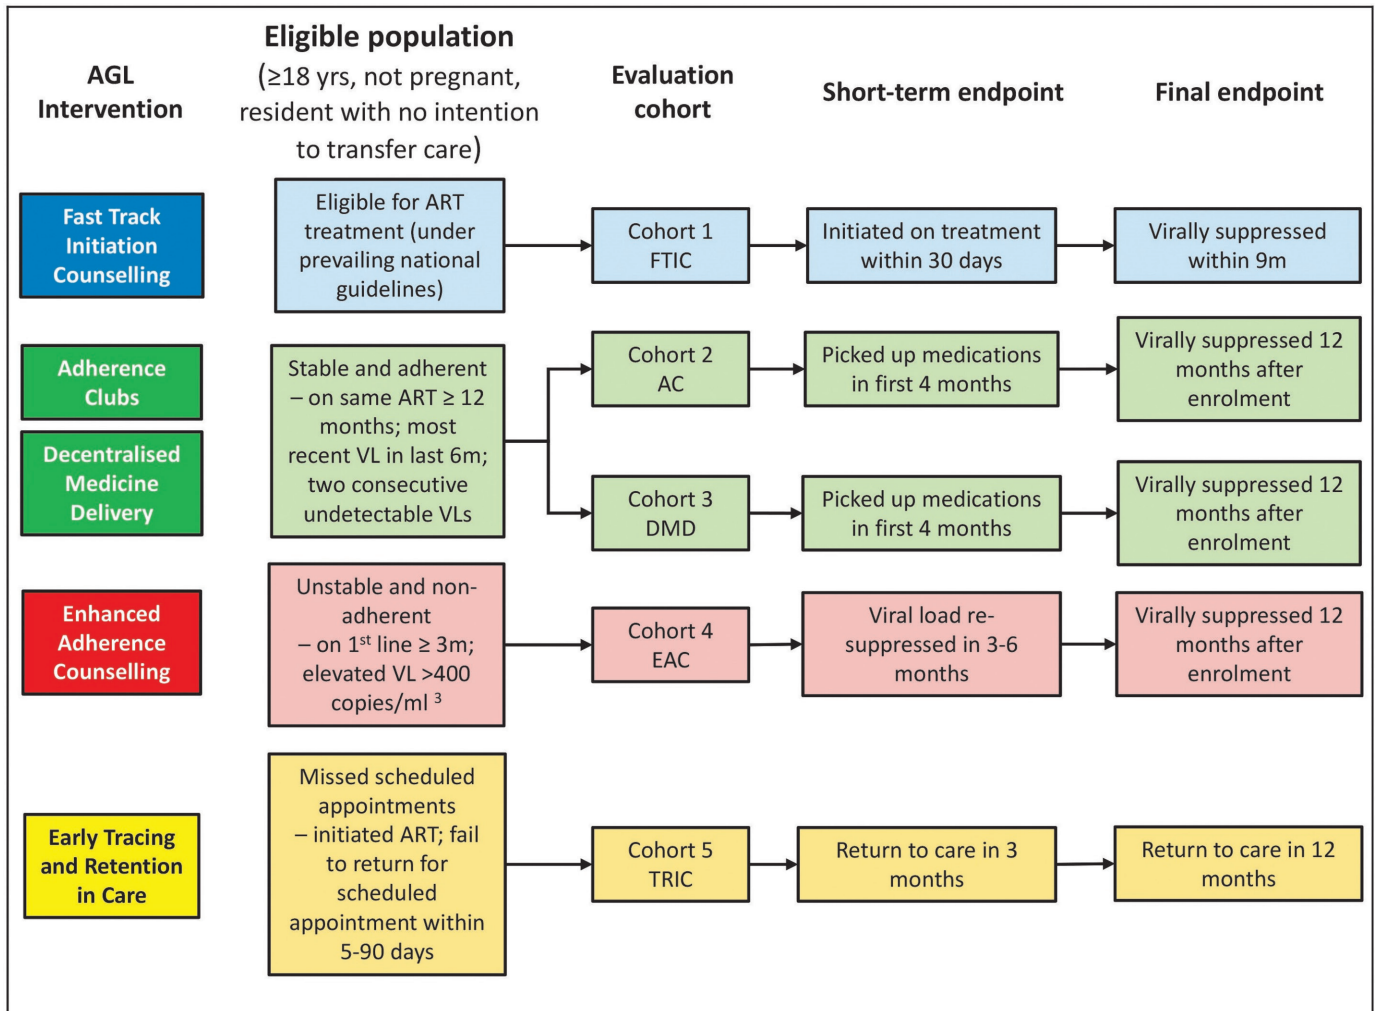 AGL
Intervention
Eligible population
(≥18 yrs, not pregnant,
resident with no intention
to transfer care)
Evaluation
cohort
Short-term endpoint
Final endpoint
Fast Track
Initiation
Counselling
Eligible for ART
treatment (under
prevailing national
guidelines)
Cohort 1
FTIC
Initiated on treatment
within 30 days
Virally suppressed
within 9m
Adherence
Clubs
Decentralised
Medicine
Delivery
Stable and adherent
– on same ART ≥ 12
months; most
recent VL in last 6m;
two consecutive
undetectable VLs
Cohort 2
AC
Picked up medications
in first 4 months
Virally suppressed 12
months after
enrolment
Cohort 3
DMD
Picked up medications
in first 4 months
Virally suppressed 12
months after
enrolment
Enhanced
Adherence
Counselling
Unstable and non-
adherent
– on 1st line ≥ 3m;
elevated VL >400
copies/ml 3
Cohort 4
EAC
Viral load re-
suppressed in 3-6
months
Virally suppressed 12
months after
enrolment
Early Tracing
and Retention
in Care
Missed scheduled
appointments
– initiated ART; fail
to return for
scheduled
appointment within
5-90 days
Cohort 5
TRIC
Return to care in 3
months
Return to care in 12
months